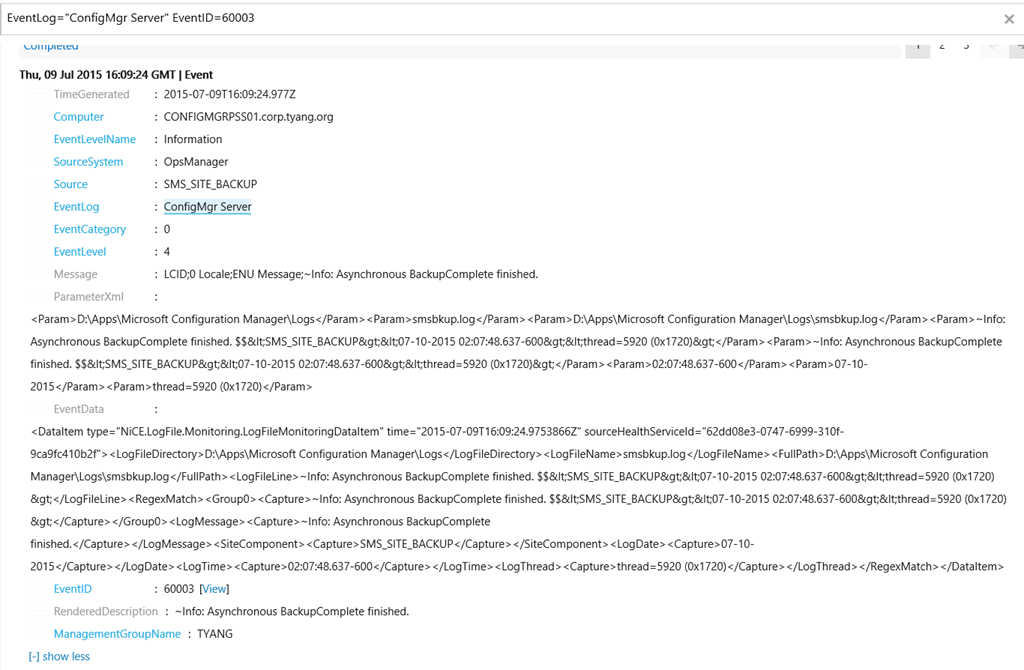 EventLog="ConfigMgr Server" EventID=60003
Completed
1 2 3
Thu, 09 Jul 2015 16:09:24 GMT | Event
TimeGenerated : 2015-07-09T16:09:24.977Z
Computer : CONFIGMGRPSS01.corp.tyang.org
EventLevelName : Information
SourceSystem : OpsManager
Source : SMS_SITE_BACKUP
EventLog : ConfigMgr Server
EventCategory : 0
EventLevel : 4
Message : LCID;0 Locale;ENU Message;~Info: Asynchronous BackupComplete finished.
ParameterXml :
<Param>D:\Apps\Microsoft Configuration Manager\Logs</Param><Param>smsbkup.log</Param><Param>D:\Apps\Microsoft Configuration Manager\Logs\smsbkup.log</Param><Param>~Info:
Asynchronous BackupComplete finished. $$&lt;SMS_SITE_BACKUP&gt;&lt;07-10-2015 02:07:48.637-600&gt;&lt;thread=5920 (0x1720)&gt;</Param><Param>~Info: Asynchronous BackupComplete
finished. $$&lt;SMS_SITE_BACKUP&gt;&lt;07-10-2015 02:07:48.637-600&gt;&lt;thread=5920 (0x1720)&gt;</Param><Param>02:07:48.637-600</Param><Param>07-10-
2015</Param><Param>thread=5920 (0x1720)</Param>
EventData :
<DataItem type="NiCE.LogFile.Monitoring.LogFileMonitoringDataItem" time="2015-07-09T16:09:24.9753866Z" sourceHealthServiceId="62dd08e3-0747-6999-310f-
9ca9fc410b2f"><LogFileDirectory>D:\Apps\Microsoft Configuration Manager\Logs</LogFileDirectory><LogFileName>smsbkup.log</LogFileName><FullPath>D:\Apps\Microsoft Configuration
Manager\Logs\smsbkup.log</FullPath><LogFileLine>~Info: Asynchronous BackupComplete finished. $$&lt;SMS_SITE_BACKUP&gt;&lt;07-10-2015 02:07:48.637-600&gt;&lt;thread=5920 (0x1720)
&gt;</LogFileLine><RegexMatch><Group0><Capture>~Info: Asynchronous BackupComplete finished. $$&lt;SMS_SITE_BACKUP&gt;&lt;07-10-2015 02:07:48.637-600&gt;&lt;thread=5920 (0x1720)
&gt;</Capture></Group0><LogMessage><Capture>~Info: Asynchronous BackupComplete
finished.</Capture></LogMessage><SiteComponent><Capture>SMS_SITE_BACKUP</Capture></SiteComponent><LogDate><Capture>07-10-
2015</Capture></LogDate><LogTime><Capture>02:07:48.637-600</Capture></LogTime><LogThread><Capture>thread=5920 (0x1720)</Capture></LogThread></RegexMatch></DataItem>
EventID : 60003 [View]
RenderedDescription : ~Info: Asynchronous BackupComplete finished.
ManagementGroupName : TYANG
[-] show less